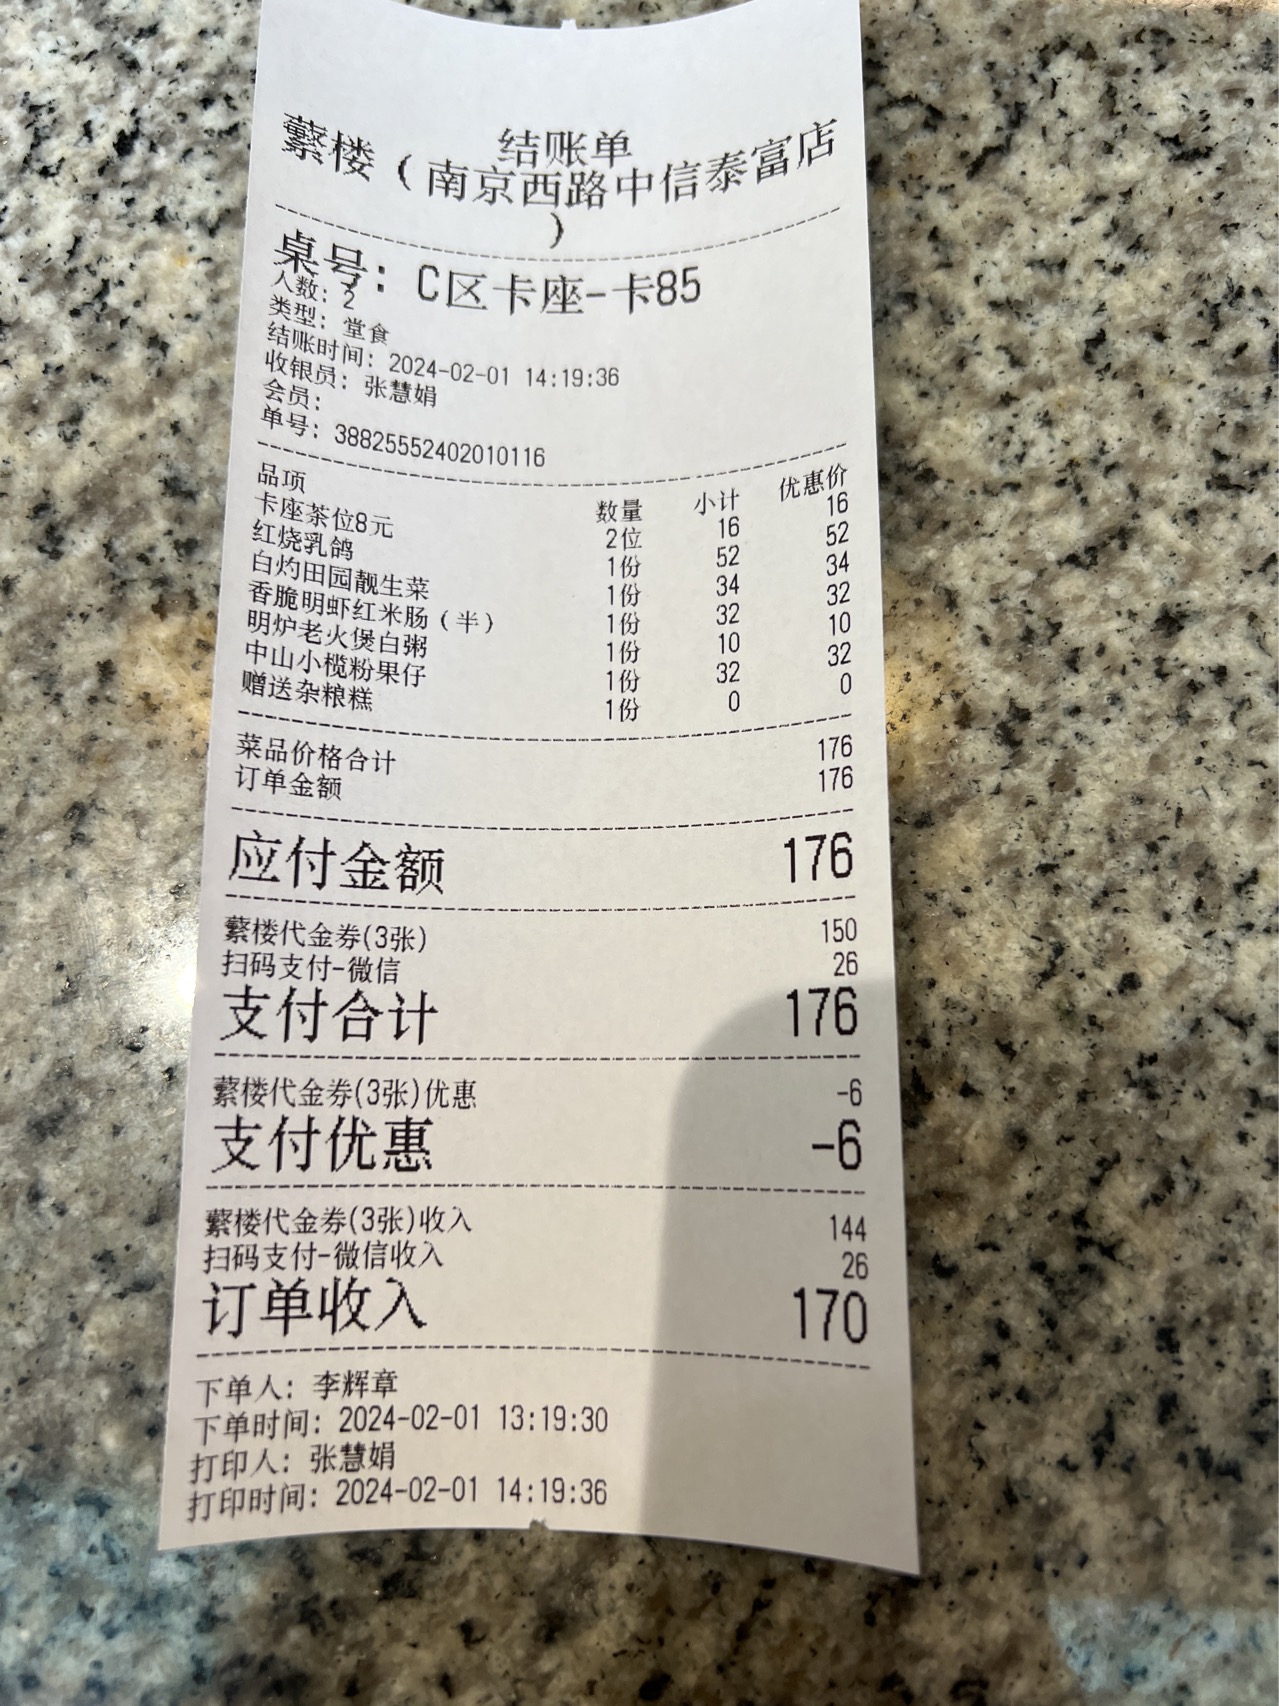 结账单
蘩楼（南京西路中信泰富店
）
桌号：C区卡座-卡85
人数：2
类型：堂食
结账时间：2024-02-01 14:19:36
收银员：张慧娟
会员：
单号：38825552402010116
品项 数量 小计 优惠价
卡座茶位8元 2位 16 16
红烧乳鸽 1份 52 52
白灼田园靓生菜 1份 34 34
香脆明虾红米肠（半） 1份 32 32
明炉老火煲白粥 1份 10 10
中山小榄粉果仔 1份 32 32
赠送杂粮糕 1份 0 0
菜品价格合计 176
订单金额 176
应付金额 176
蘩楼代金券(3张) 150
扫码支付-微信 26
支付合计 176
蘩楼代金券(3张)优惠 -6
支付优惠 -6
蘩楼代金券(3张)收入 144
扫码支付-微信收入 26
订单收入 170
下单人：李辉章
下单时间：2024-02-01 13:19:30
打印人：张慧娟
打印时间：2024-02-01 14:19:36